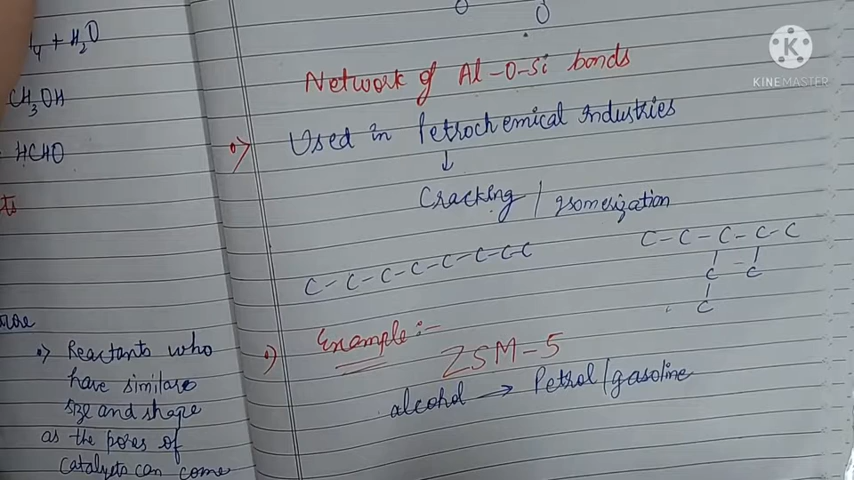 4 + H2O
CH3OH
HCHO
Reactants who
have similar
size and shape
as the pores of
catalysts can come
Network of Al-O-Si bonds
Used in Petrochemical industries
↓
Cracking / isomerization
C-C-C-C-C-C-C-C
C-C-C-C-C
C C
C
Example:-
ZSM-5
alcohol → Petrol/gasoline
K
KINEMASTER